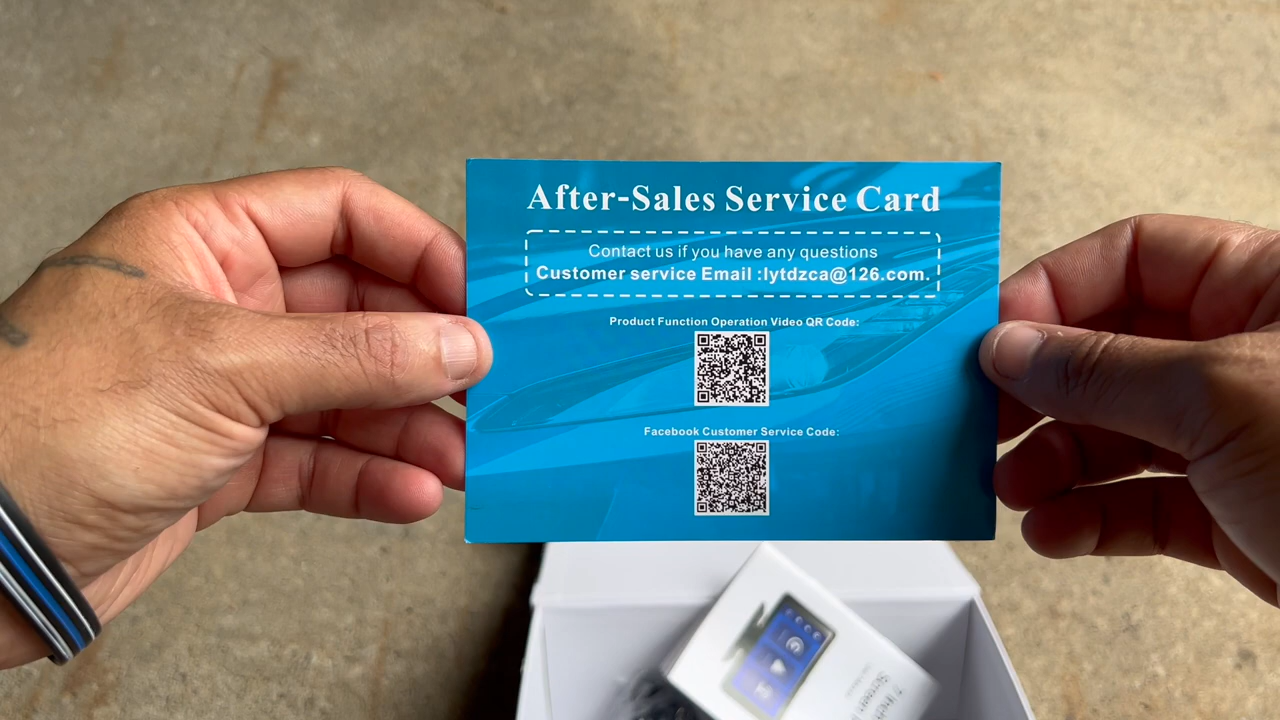 After-Sales Service Card
Contact us if you have any questions
Customer service Email :lytdzca@126.com.
Product Function Operation Video QR Code:
Facebook Customer Service Code: